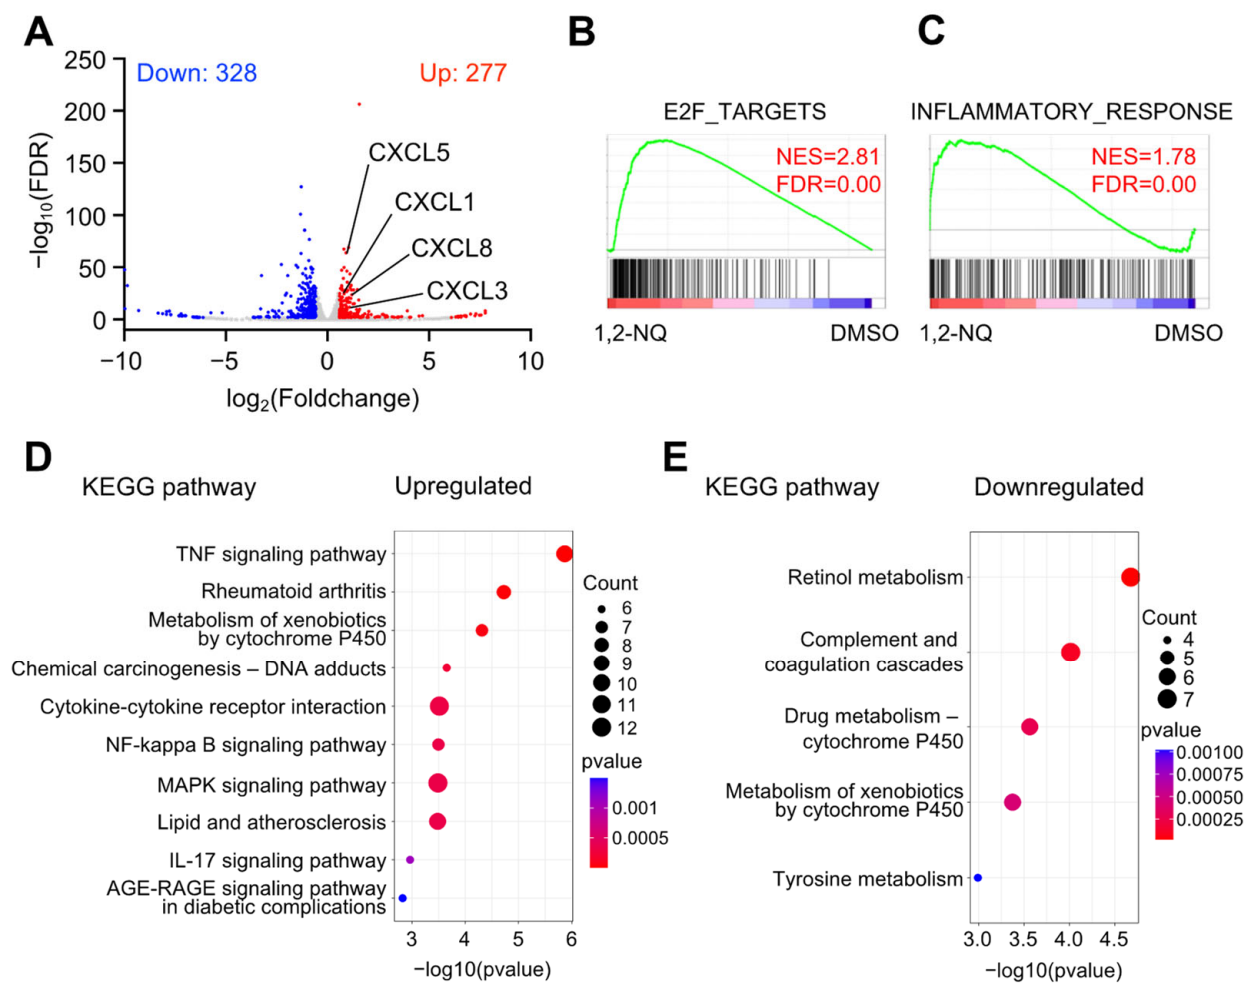 A
Down: 328
Up: 277
250
200
150
100
50
0
−log10(FDR)
CXCL5
CXCL1
CXCL8
CXCL3
−10
−5
0
5
10
log2(Foldchange)
B
E2F_TARGETS
NES=2.81
FDR=0.00
1,2-NQ
DMSO
C
INFLAMMATORY_RESPONSE
NES=1.78
FDR=0.00
1,2-NQ
DMSO
D
KEGG pathway
Upregulated
TNF signaling pathway
Rheumatoid arthritis
Metabolism of xenobiotics
by cytochrome P450
Chemical carcinogenesis – DNA adducts
Cytokine-cytokine receptor interaction
NF-kappa B signaling pathway
MAPK signaling pathway
Lipid and atherosclerosis
IL-17 signaling pathway
AGE-RAGE signaling pathway
in diabetic complications
3
4
5
6
−log10(pvalue)
Count
6
7
8
9
10
11
12
pvalue
0.001
0.0005
E
KEGG pathway
Downregulated
Retinol metabolism
Complement and
coagulation cascades
Drug metabolism –
cytochrome P450
Metabolism of xenobiotics
by cytochrome P450
Tyrosine metabolism
3.0
3.5
4.0
4.5
−log10(pvalue)
Count
4
5
6
7
pvalue
0.00100
0.00075
0.00050
0.00025